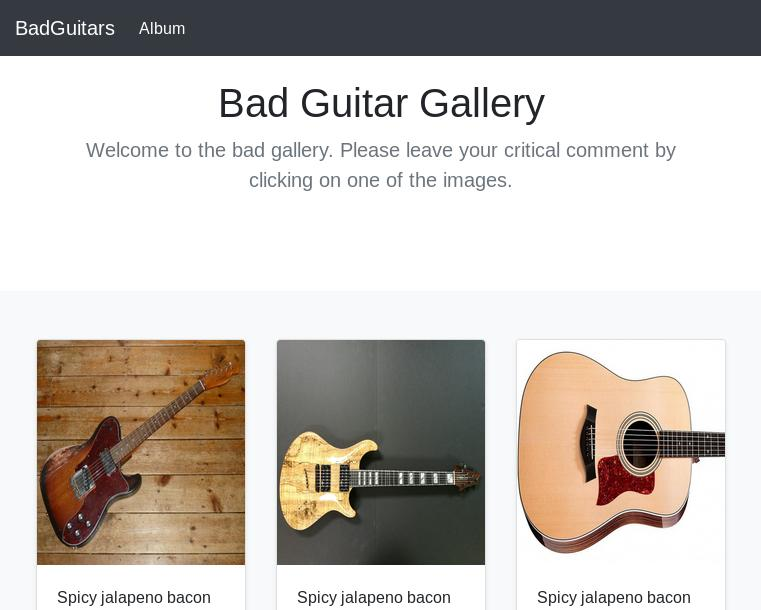 BadGuitars Album
Bad Guitar Gallery
Welcome to the bad gallery. Please leave your critical comment by
clicking on one of the images.
Spicy jalapeno bacon
Spicy jalapeno bacon
Spicy jalapeno bacon